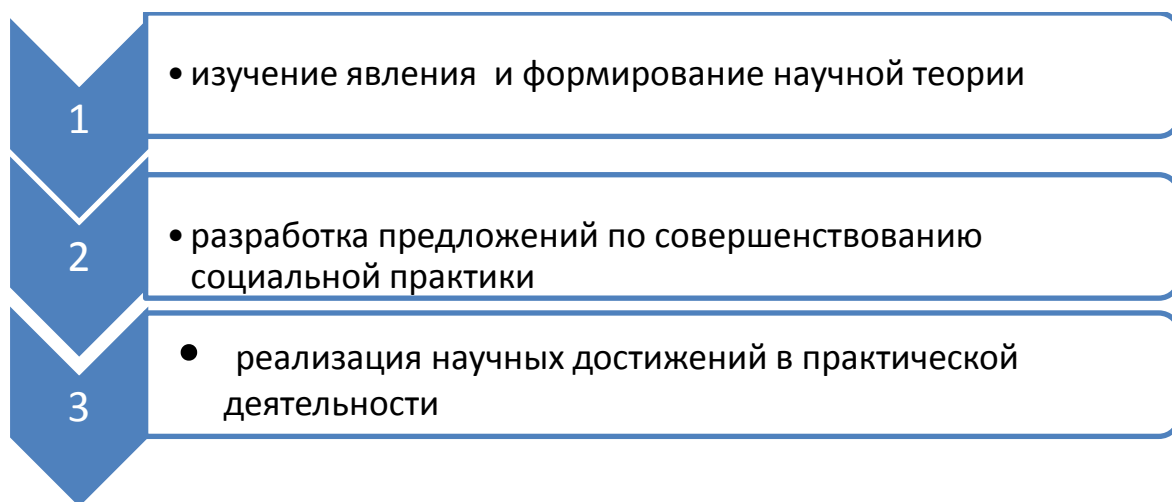 1
• изучение явления и формирование научной теории
2
• разработка предложений по совершенствованию
социальной практики
3
• реализация научных достижений в практической
деятельности